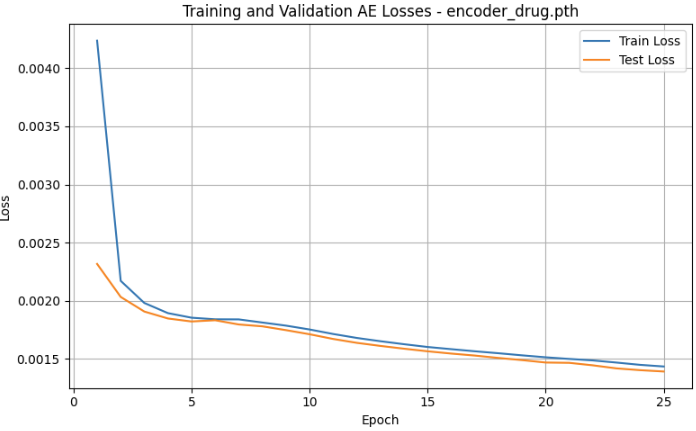 Training and Validation AE Losses - encoder_drug.pth
Train Loss
Test Loss
0.0040
0.0035
0.0030
0.0025
0.0020
0.0015
Loss
0
5
10
15
20
25
Epoch